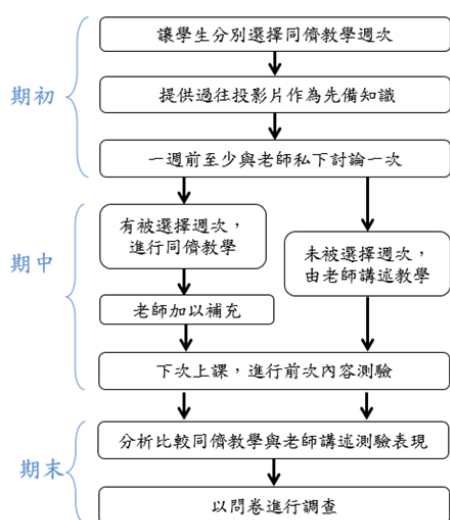 期初
讓學生分別選擇同儕教學週次
提供過往投影片作為先備知識
一週前至少與老師私下討論一次
期中
有被選擇週次，
進行同儕教學
未被選擇週次，
由老師講述教學
老師加以補充
下次上課，進行前次內容測驗
期末
分析比較同儕教學與老師講述測驗表現
以問卷進行調查